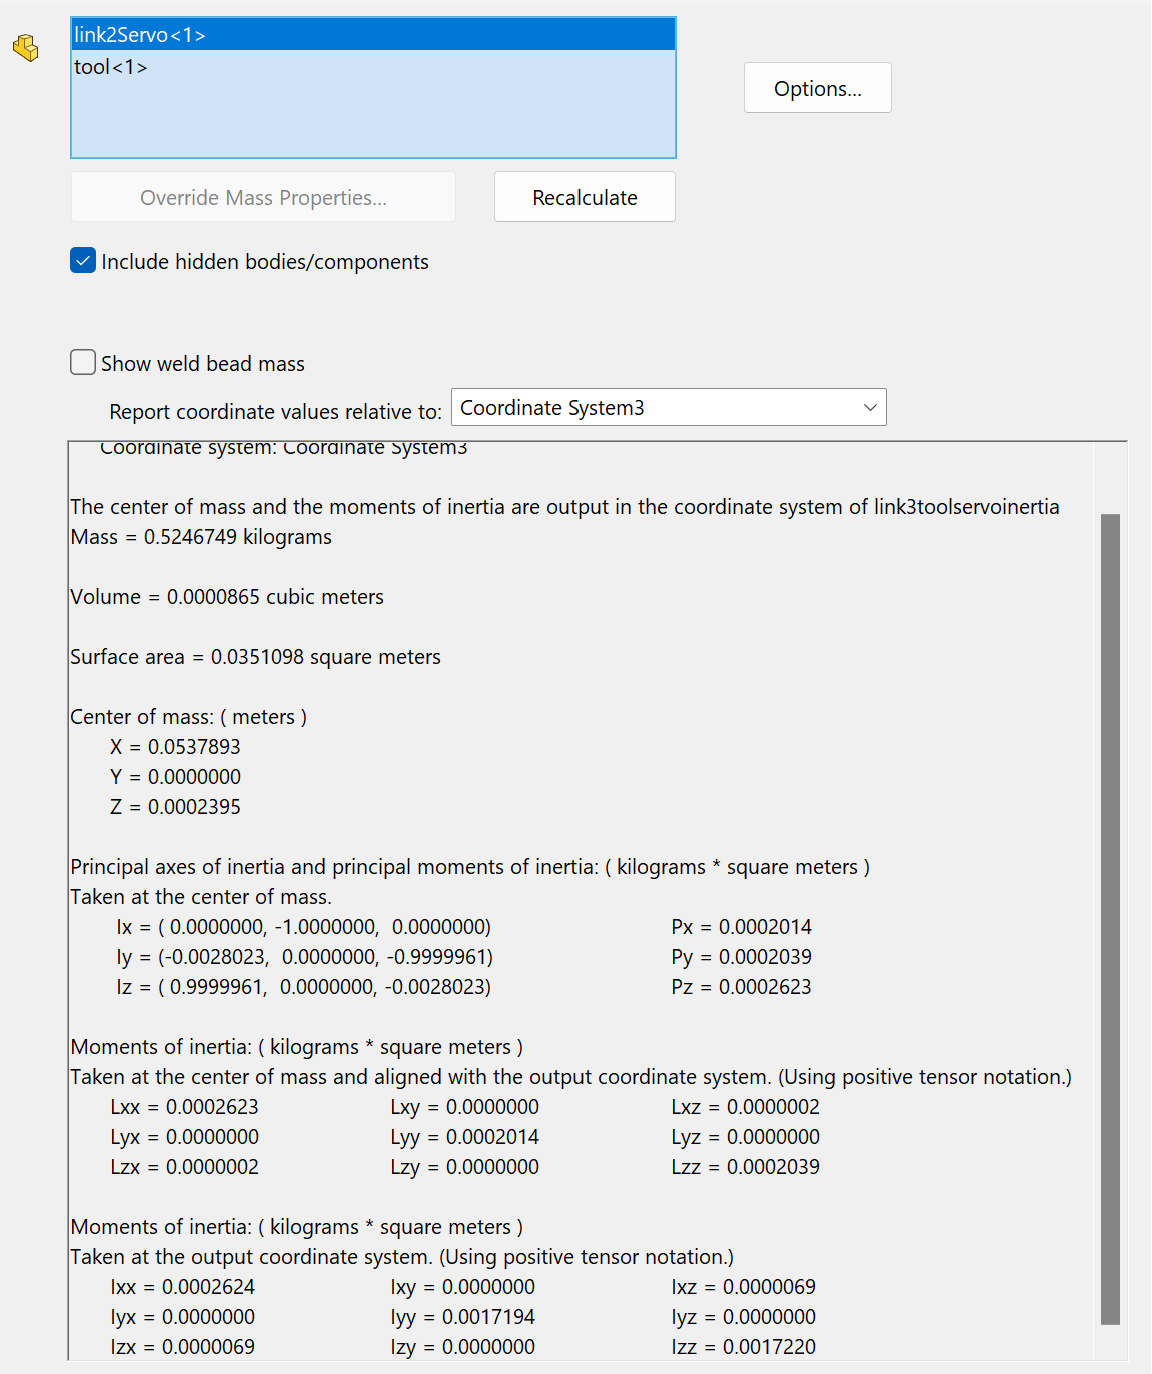 link2Servo<1>
tool<1>
Options...
Override Mass Properties...
Recalculate
Include hidden bodies/components
Show weld bead mass
Report coordinate values relative to:
Coordinate System3
Coordinate system: Coordinate System3
The center of mass and the moments of inertia are output in the coordinate system of link3toolservoinertia
Mass = 0.5246749 kilograms
Volume = 0.0000865 cubic meters
Surface area = 0.0351098 square meters
Center of mass: ( meters )
X = 0.0537893
Y = 0.0000000
Z = 0.0002395
Principal axes of inertia and principal moments of inertia: ( kilograms * square meters )
Taken at the center of mass.
Ix = ( 0.0000000, -1.0000000, 0.0000000) Px = 0.0002014
Iy = (-0.0028023, 0.0000000, -0.9999961) Py = 0.0002039
Iz = ( 0.9999961, 0.0000000, -0.0028023) Pz = 0.0002623
Moments of inertia: ( kilograms * square meters )
Taken at the center of mass and aligned with the output coordinate system. (Using positive tensor notation.)
Lxx = 0.0002623 Lxy = 0.0000000 Lxz = 0.0000002
Lyx = 0.0000000 Lyy = 0.0002014 Lyz = 0.0000000
Lzx = 0.0000002 Lzy = 0.0000000 Lzz = 0.0002039
Moments of inertia: ( kilograms * square meters )
Taken at the output coordinate system. (Using positive tensor notation.)
Ixx = 0.0002624 Ixy = 0.0000000 Ixz = 0.0000069
Iyx = 0.0000000 Iyy = 0.0017194 Iyz = 0.0000000
Izx = 0.0000069 Izy = 0.0000000 Izz = 0.0017220